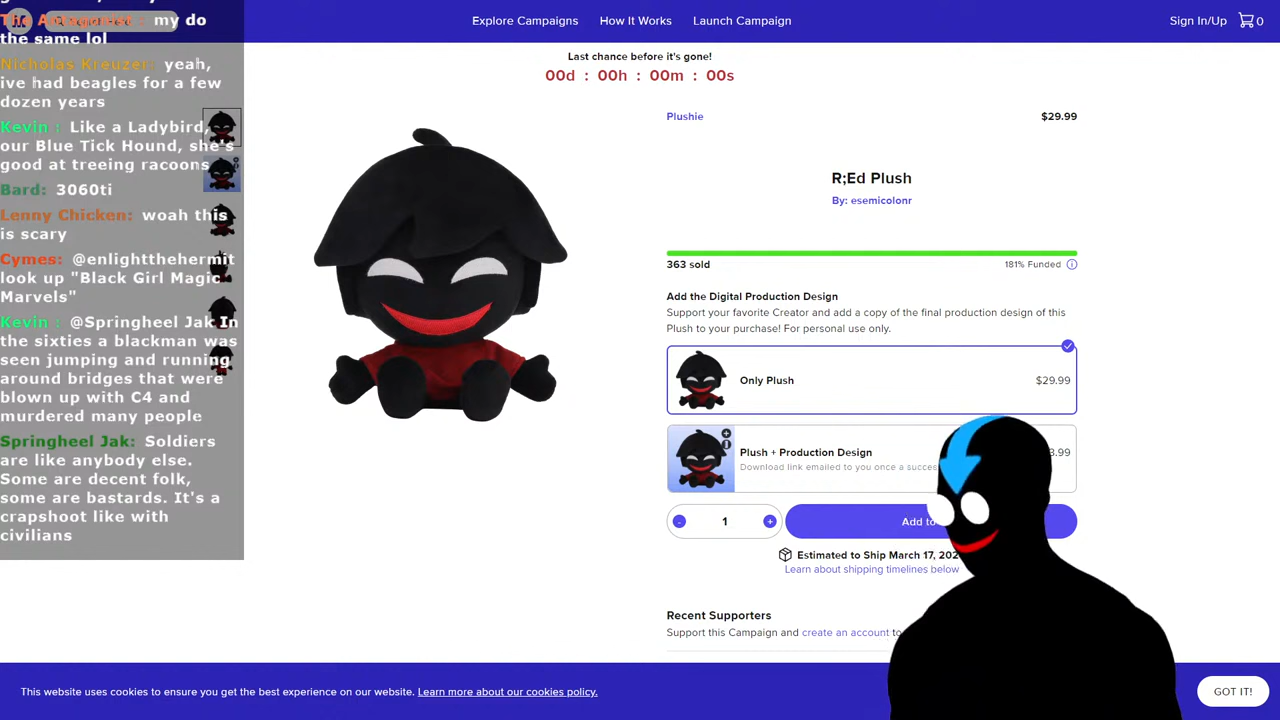 Explore Campaigns How It Works Launch Campaign Sign In/Up 0
The Antagonist : my do
the same lol
Nicholas Kreuzer: yeah,
ive had beagles for a few
dozen years
Kevin : Like a Ladybird,
our Blue Tick Hound, she's
good at treeing racoons
Bard: 3060ti
Lenny Chicken: woah this
is scary
Cymes: @enlightthehermit
look up "Black Girl Magic
Marvels"
Kevin : @Springheel Jak In
the sixties a blackman was
seen jumping and running
around bridges that were
blown up with C4 and
murdered many people
Springheel Jak: Soldiers
are like anybody else.
Some are decent folk,
some are bastards. It's a
crapshoot like with
civilians
Last chance before it's gone!
00d : 00h : 00m : 00s
Plushie $29.99
R;Ed Plush
By: esemicolonr
363 sold 181% Funded
Add the Digital Production Design
Support your favorite Creator and add a copy of the final production design of this
Plush to your purchase! For personal use only.
Only Plush $29.99
Plush + Production Design 3.99
Download link emailed to you once a
- 1 + Add to
Estimated to Ship March 17, 202
Learn about shipping timelines below
Recent Supporters
Support this Campaign and create an account to
This website uses cookies to ensure you get the best experience on our website. Learn more about our cookies policy.
GOT IT!